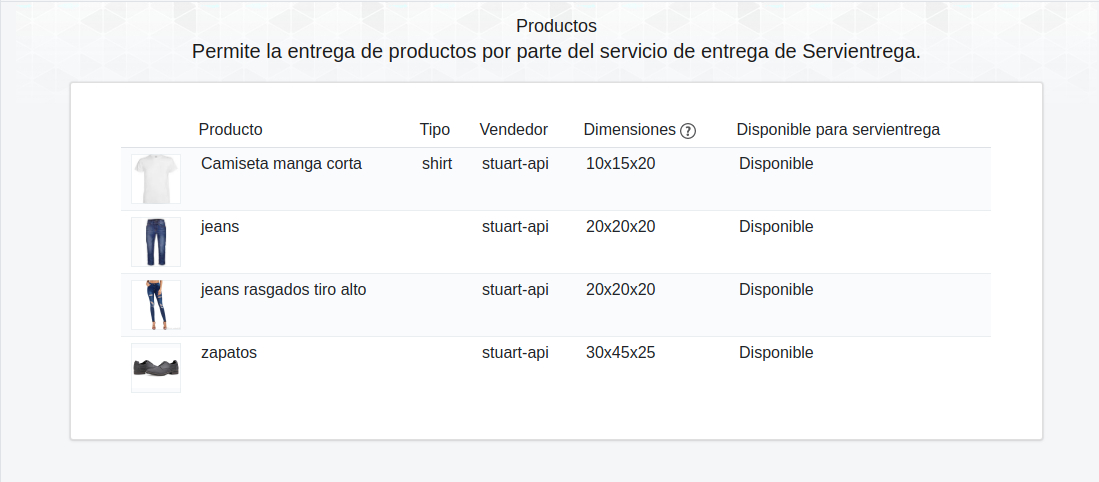 Productos
Permite la entrega de productos por parte del servicio de entrega de Servientrega.
Producto Tipo Vendedor Dimensiones ? Disponible para servientrega
Camiseta manga corta shirt stuart-api 10x15x20 Disponible
jeans stuart-api 20x20x20 Disponible
jeans rasgados tiro alto stuart-api 20x20x20 Disponible
zapatos stuart-api 30x45x25 Disponible